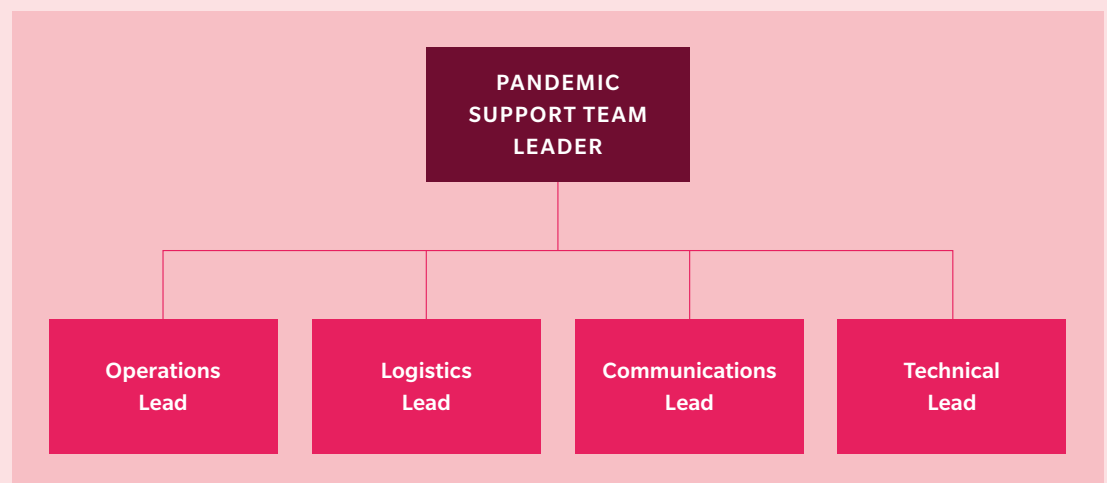 PANDEMIC
SUPPORT TEAM
LEADER
Operations
Lead
Logistics
Lead
Communications
Lead
Technical
Lead